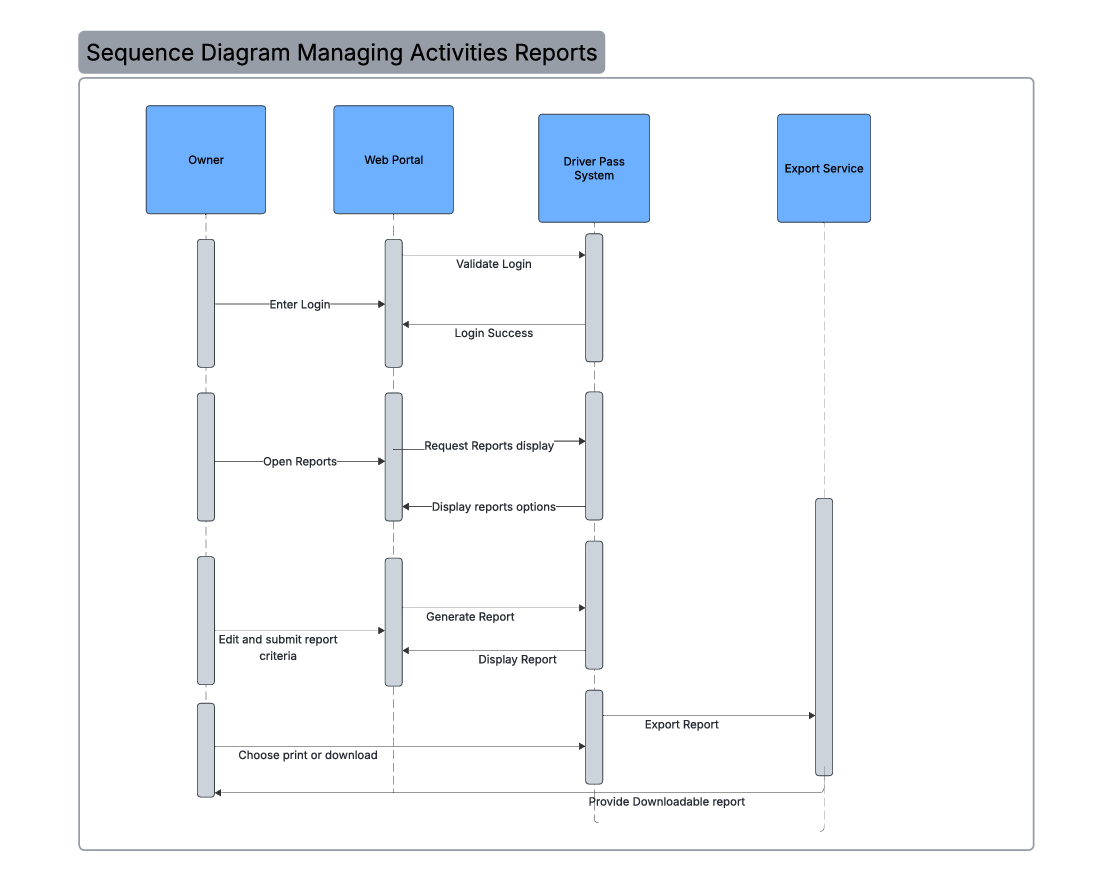 Sequence Diagram Managing Activities Reports
Owner
Web Portal
Driver Pass
System
Export Service
Validate Login
Enter Login
Login Success
Request Reports display
Open Reports
Display reports options
Generate Report
Edit and submit report
criteria
Display Report
Export Report
Choose print or download
Provide Downloadable report